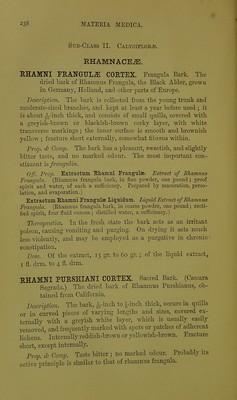 238 MATERIA MEDICA.
Sub-Class II. Calycifloræ.
RHAMNACEÆ.
RHAMNI FRANGULÆ CORTEX. Frangula Bark. The
dried bark of Rhamnus Frangula, the Black Alder, grown
in Germany, Holland, and other parts of Europe.
Description. The bark is collected from the young trunk and
moderate-sized branches, and kept at least a year before used; it
is about 1/20-inch thick, and consists of small quills, covered with
a greyish-brown or blackish-brown corky layer, with white
transverse markings; the inner surface is smooth and brownish
yellow; fracture short externally, somewhat fibrous within.
Prop. & Comp. The bark has a pleasant, sweetish, and slightly
bitter taste, and no marked odour. The most important con-
stituent is frangulin.
Off. Prep. Extractum Rhamni Frangulæ. Extract of Rhamnus
Frangula. (Rhamnus frangula bark, in fine powder, one pound; proof
spirit and water, of each a sufficiency. Prepared by maceration, perco-
lation, and evaporation.)
Extractum Rhamni Frangulæ Liquidum. Liquid Extract of Rhamnus
Frangula. (Rhamnus frangula bark, in coarse powder, one pound; recti-
fied spirit, four fluid ounces; distilled water, a sufficiency.)
Therapeutics. In the fresh state the bark acts as an irritant
poison, causing vomiting and purging. On drying it acts much
less violently, and may be employed as a purgative in chronic
constipation.
Dose. Of the extract, 15 gr. to 60 gr.; of the liquid extract,
1 fl. drm. to 4 fl. drm.
RHAMNI PURSHIANI CORTEX. Sacred Bark. (Cascara
Sagrada.) The dried bark of Rhamnus Purshianus, ob-
tained from California.
Description. The bark, to inch thick, occurs in quills
or in curved pieces of varying lengths and sizes, covered ex-
ternally with a greyish white layer, which is usually easily
removed, and frequently marked with spots or patches of adherent
lichens. Internally reddish-brown or yellowish-brown. Fracture
short, except internally.
Prop. & Comp. Taste bitter; no marked odour. Probably its
active principle is similar to that of rhamnus frangula.